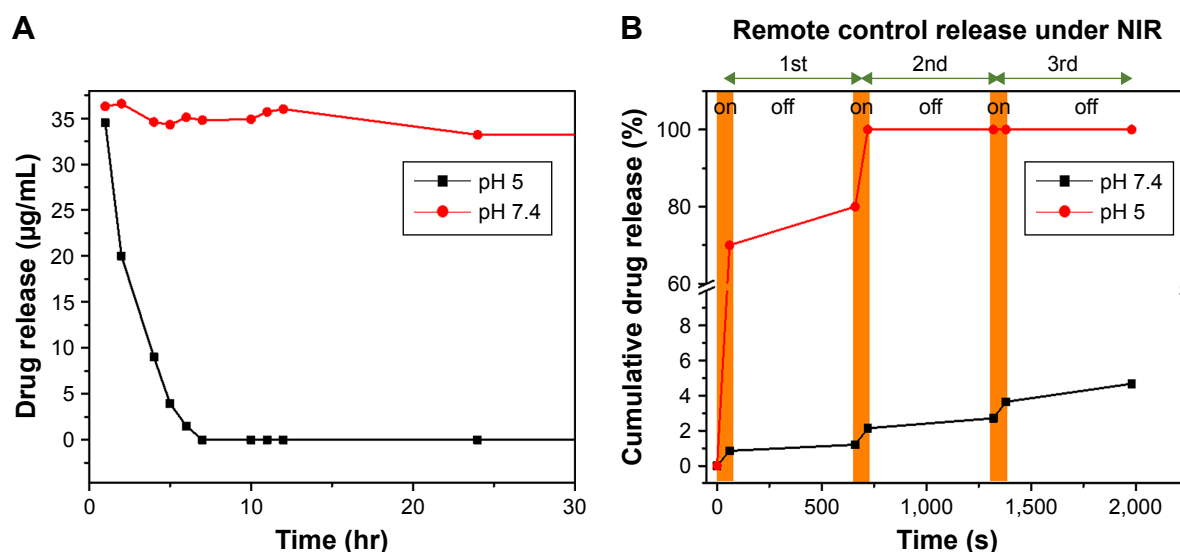 A
Drug release (μg/mL)
35
30
25
20
15
10
5
0
0
10
20
30
Time (hr)
pH 5
pH 7.4
B
Remote control release under NIR
1st
2nd
3rd
on
off
on
off
on
off
Cumulative drug release (%)
100
80
60
8
6
4
2
0
pH 7.4
pH 5
0
500
1,000
1,500
2,000
Time (s)